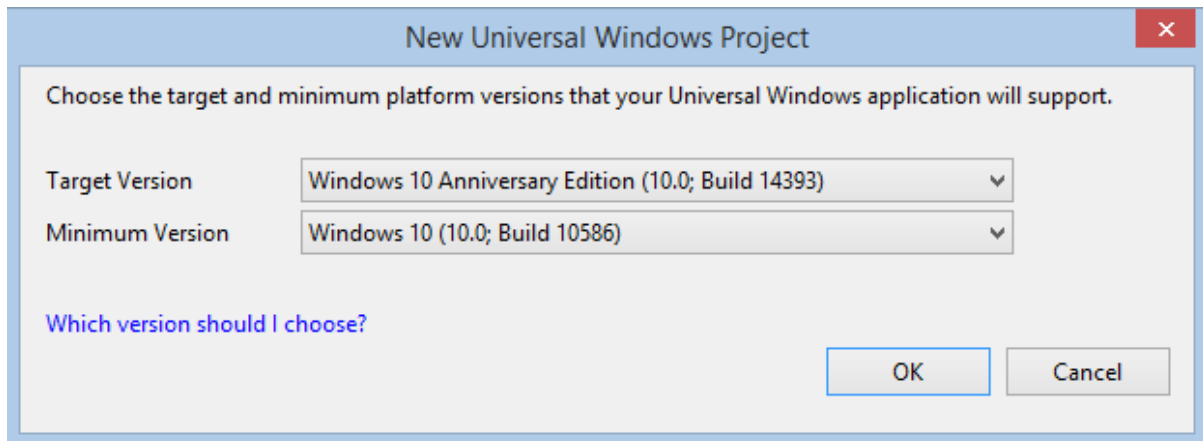 New Universal Windows Project
Choose the target and minimum platform versions that your Universal Windows application will support.
Target Version Windows 10 Anniversary Edition (10.0; Build 14393)
Minimum Version Windows 10 (10.0; Build 10586)
Which version should I choose?
OK Cancel